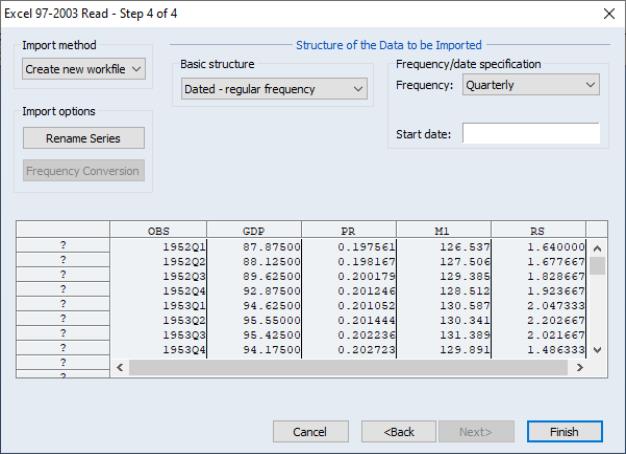 Excel 97-2003 Read - Step 4 of 4
Import method
Create new workfile
Structure of the Data to be Imported
Basic structure
Dated - regular frequency
Frequency/date specification
Frequency: Quarterly
Start date:
Import options
Rename Series
Frequency Conversion
OBS GDP PR M1 RS
? 1952Q1 87.87500 0.197561 126.537 1.640000
? 1952Q2 88.12500 0.198167 127.506 1.677667
? 1952Q3 89.62500 0.200179 129.385 1.828667
? 1952Q4 92.87500 0.201246 128.512 1.923667
? 1953Q1 94.62500 0.201052 130.587 2.047333
? 1953Q2 95.55000 0.201444 130.341 2.202667
? 1953Q3 95.42500 0.202236 131.389 2.021667
? 1953Q4 94.17500 0.202723 129.891 1.486333
?
?
Cancel <Back Next> Finish